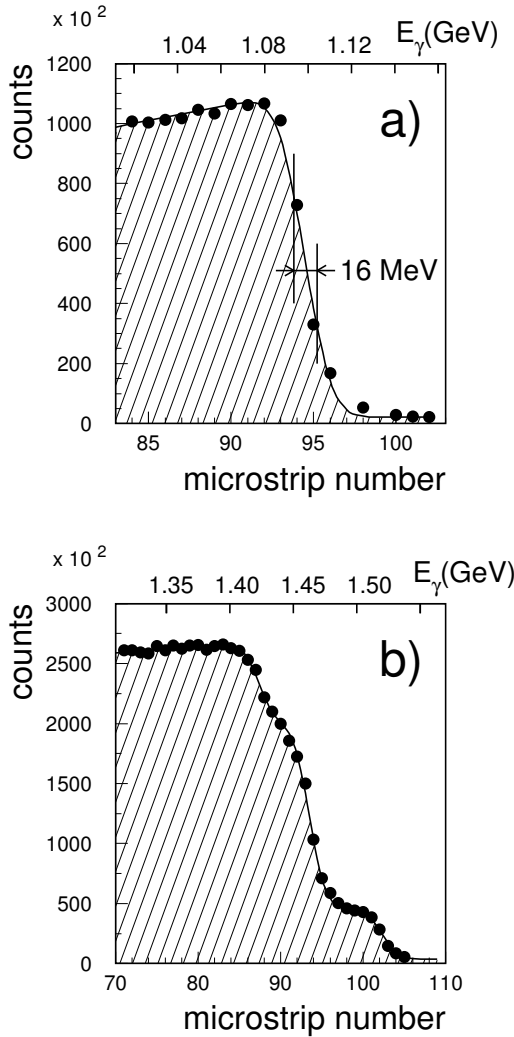 x 10 2
1.04 1.08 1.12 Eγ(GeV)
1200
1000
800
600
400
200
0
counts
a)
16 MeV
85 90 95 100
microstrip number
x 10 2
1.35 1.40 1.45 1.50 Eγ(GeV)
3000
2500
2000
1500
1000
500
0
counts
b)
70 80 90 100 110
microstrip number